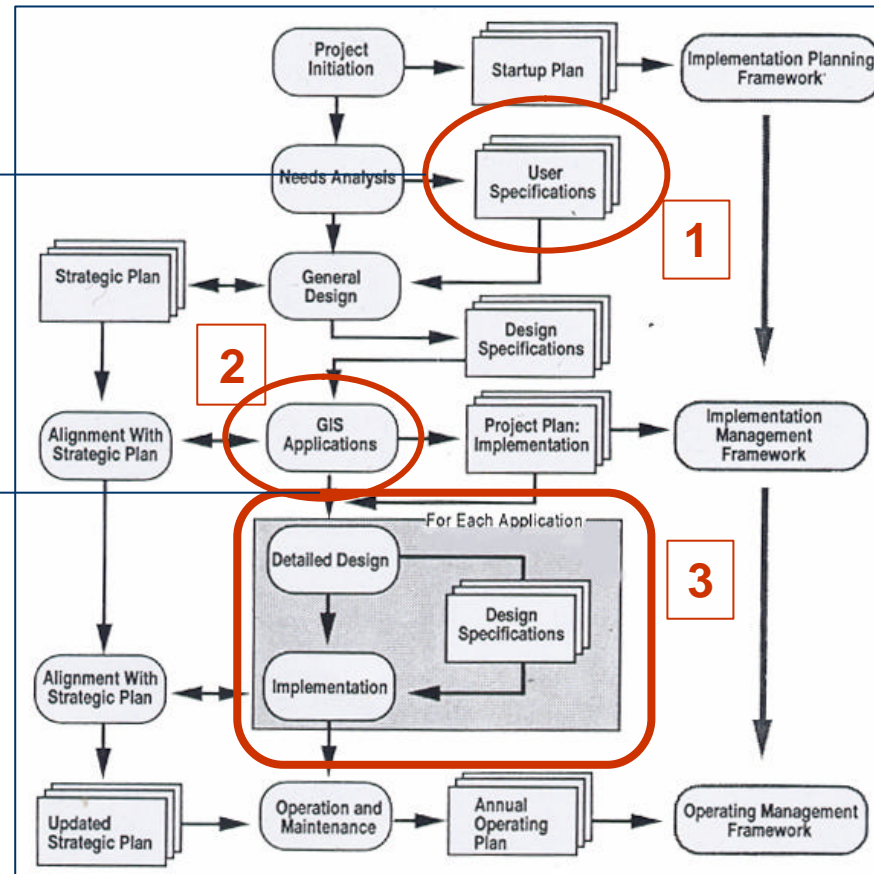 Project
Initiation
Startup Plan
Implementation Planning
Framework
Needs Analysis
User
Specifications
1
Strategic Plan
General
Design
Design
Specifications
2
Alignment With
Strategic Plan
GIS
Applications
Project Plan:
Implementation
Implementation
Management
Framework
For Each Application
Detailed Design
3
Design
Specifications
Alignment With
Strategic Plan
Implementation
Updated
Strategic Plan
Operation and
Maintenance
Annual
Operating
Plan
Operating Management
Framework